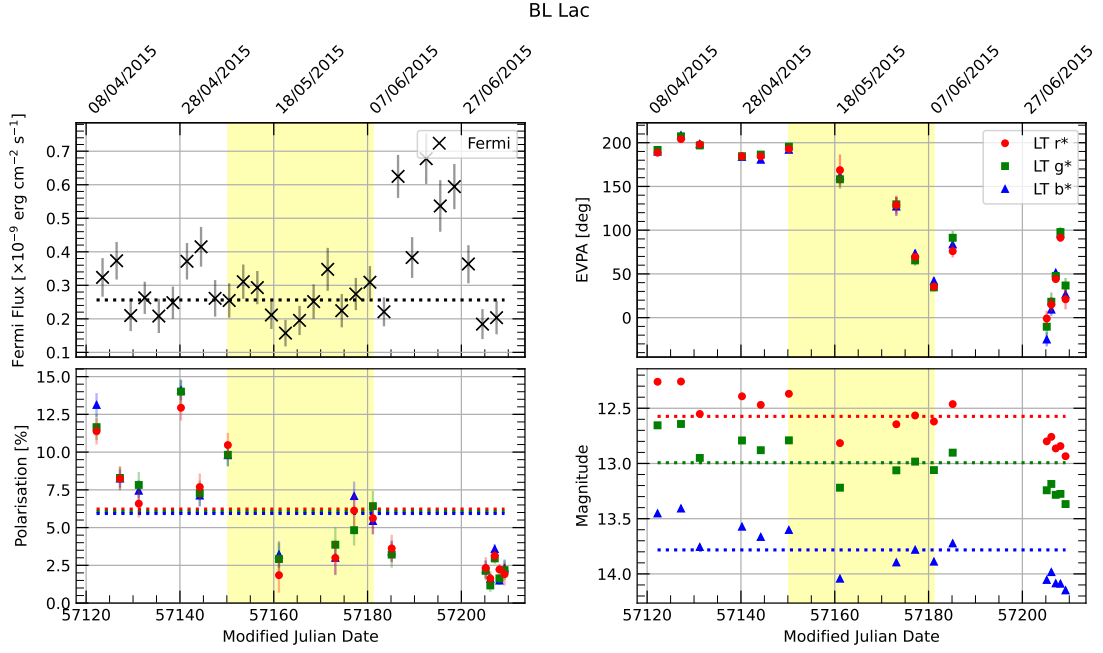 BL Lac
08/04/2015 28/04/2015 18/05/2015 07/06/2015 27/06/2015
Fermi Flux [×10⁻⁹ erg cm⁻² s⁻¹]
0.7
0.6
0.5
0.4
0.3
0.2
0.1
Fermi
08/04/2015 28/04/2015 18/05/2015 07/06/2015 27/06/2015
EVPA [deg]
200
150
100
50
0
LT r*
LT g*
LT b*
Polarisation [%]
15.0
12.5
10.0
7.5
5.0
2.5
0.0
57120 57140 57160 57180 57200
Modified Julian Date
Magnitude
12.5
13.0
13.5
14.0
57120 57140 57160 57180 57200
Modified Julian Date